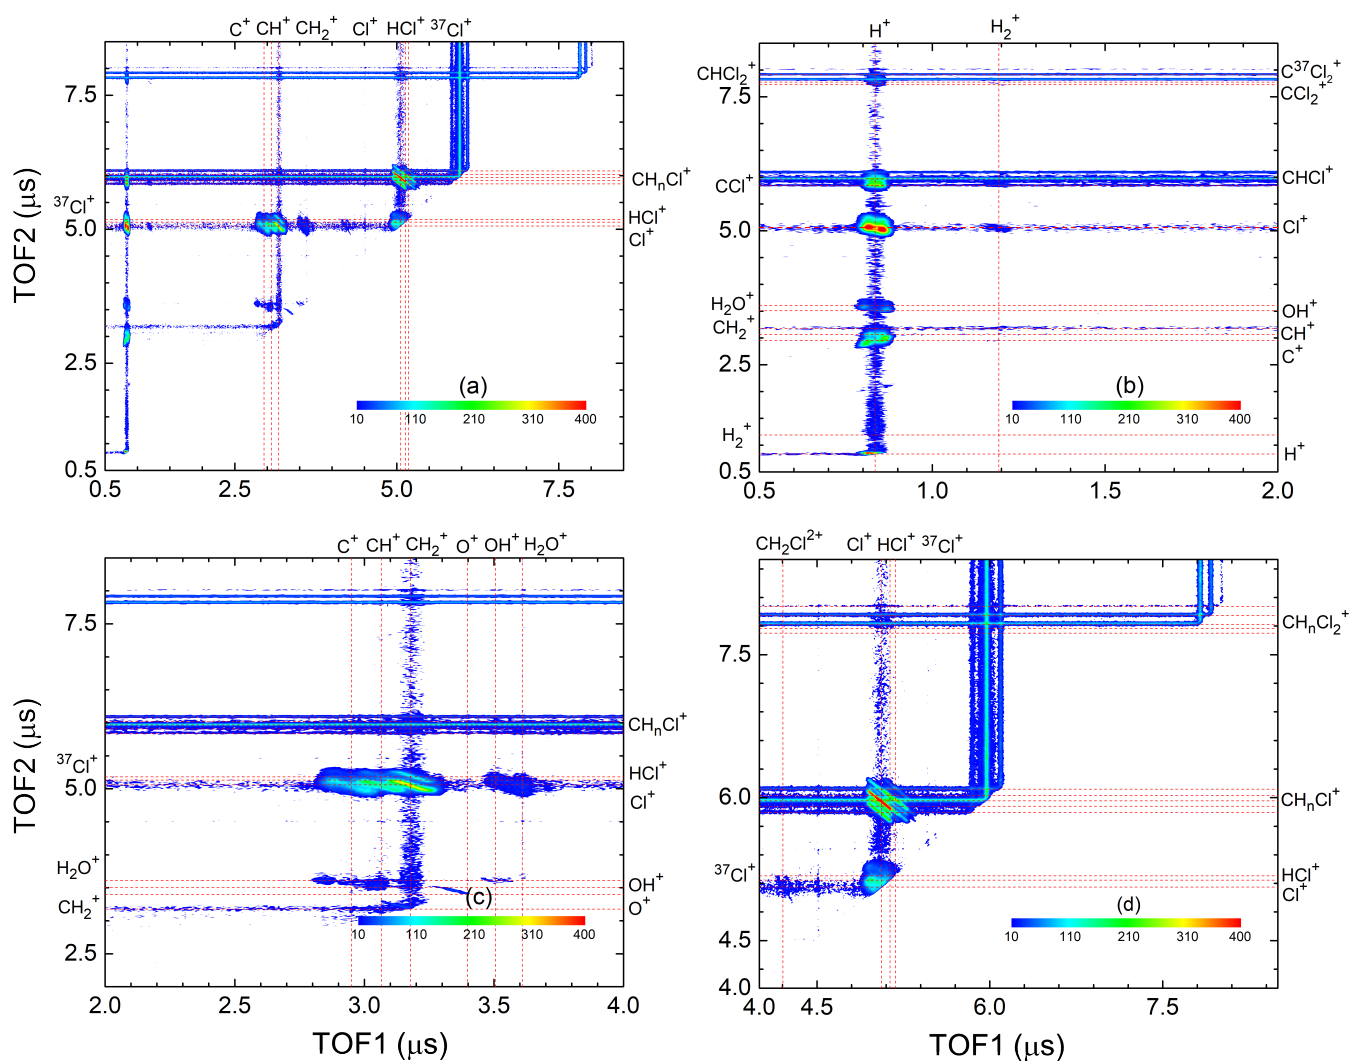 C⁺ CH⁺ CH₂⁺ Cl⁺ HCl⁺ ³⁷Cl⁺
7.5
5.0
2.5
0.5
TOF2 (μs)
³⁷Cl⁺
CHₙCl⁺
HCl⁺
Cl⁺
(a)
10 110 210 310 400
0.5 2.5 5.0 7.5
H⁺ H₂⁺
CHCl₂⁺
7.5
CCl⁺
5.0
H₂O⁺
CH₂⁺
2.5
H₂⁺
0.5
C³⁷Cl₂⁺
CCl₂⁺
CHCl⁺
Cl⁺
OH⁺
CH⁺
C⁺
H⁺
(b)
10 110 210 310 400
0.5 1.0 1.5 2.0
C⁺ CH⁺ CH₂⁺ O⁺ OH⁺ H₂O⁺
7.5
³⁷Cl⁺
5.0
H₂O⁺
CH₂⁺
2.5
TOF2 (μs)
CHₙCl⁺
HCl⁺
Cl⁺
OH⁺
O⁺
(c)
10 110 210 310 400
2.0 2.5 3.0 3.5 4.0
TOF1 (μs)
CH₂Cl²⁺ Cl⁺ HCl⁺ ³⁷Cl⁺
7.5
6.0
³⁷Cl⁺
4.5
4.0
CHₙCl₂⁺
CHₙCl⁺
HCl⁺
Cl⁺
(d)
10 110 210 310 400
4.0 4.5 6.0 7.5
TOF1 (μs)